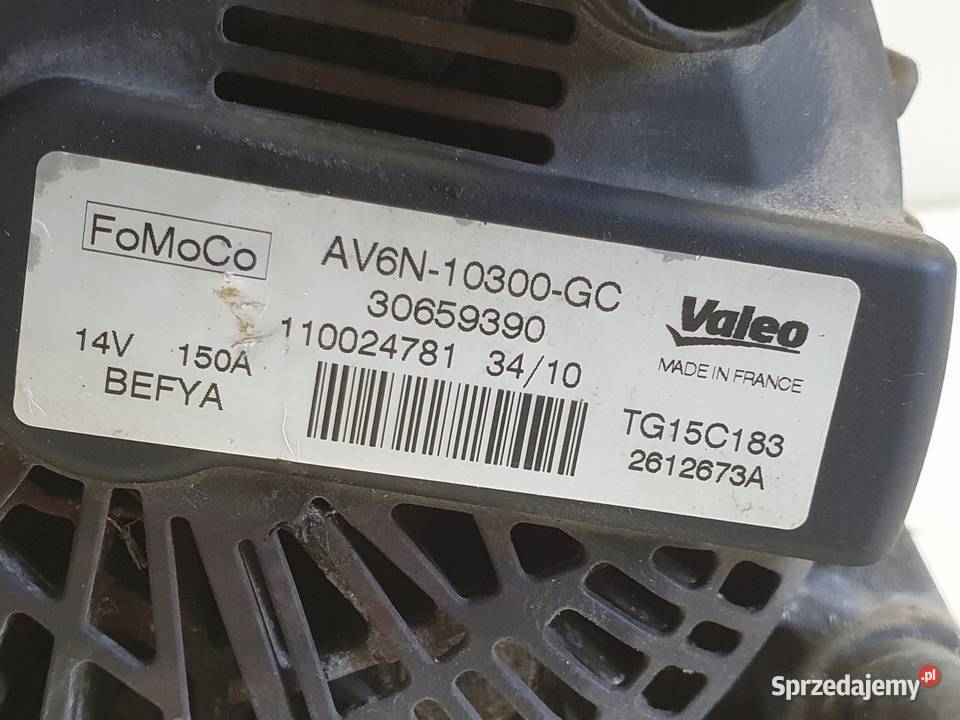 FoMoCo
AV6N-10300-GC
30659390
110024781 34/10
14V 150A
BEFYA
Valeo
MADE IN FRANCE
TG15C183
2612673A
Sprzedajemy.pl